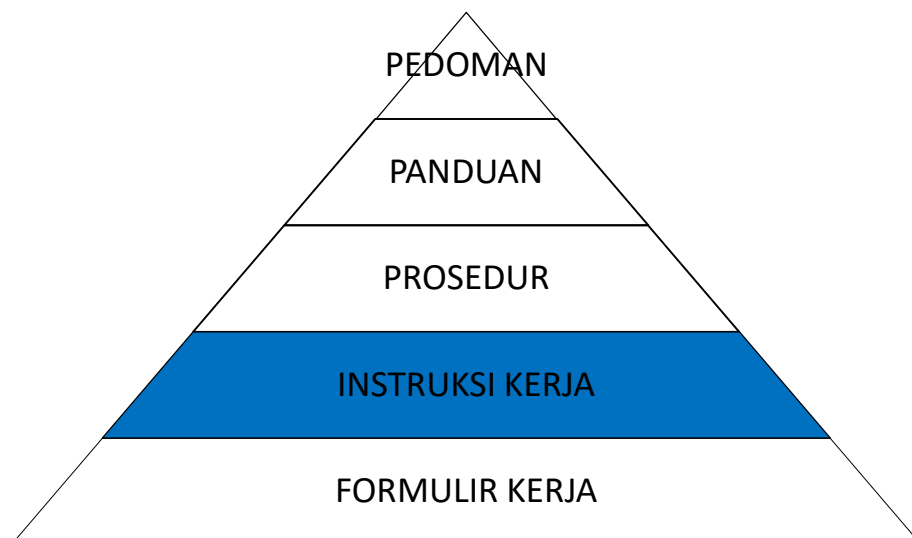 PEDOMAN
PANDUAN
PROSEDUR
INSTRUKSI KERJA
FORMULIR KERJA